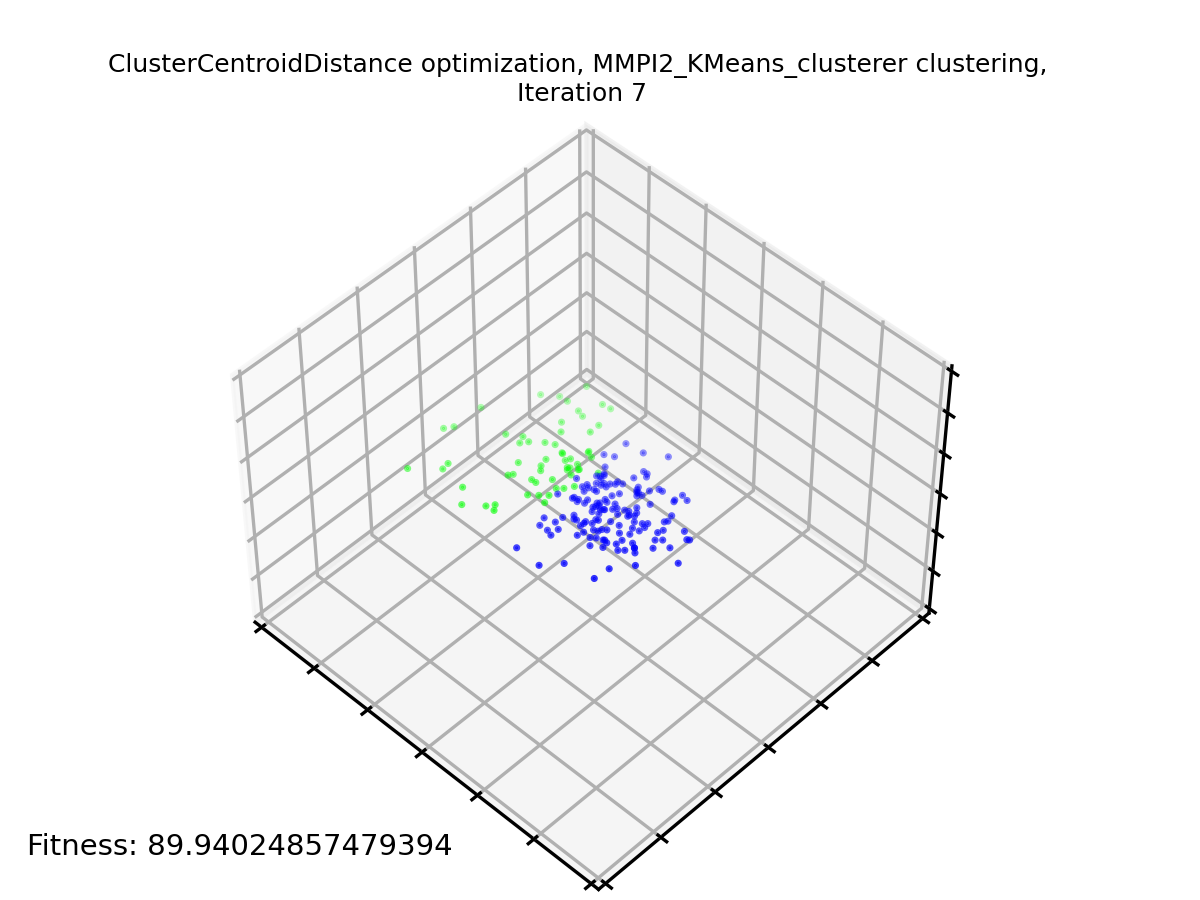 ClusterCentroidDistance optimization, MMPI2_KMeans_clusterer clustering,
Iteration 7
Fitness: 89.94024857479394